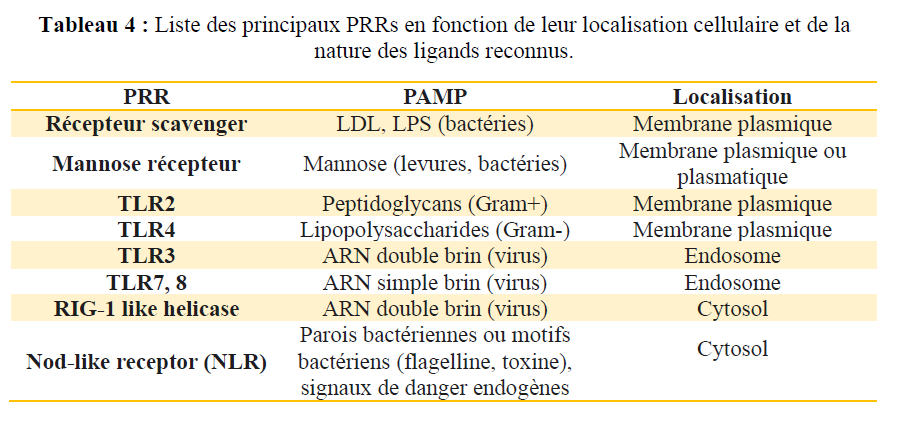 Tableau 4 : Liste des principaux PRRs en fonction de leur localisation cellulaire et de la
nature des ligands reconnus.
PRR PAMP Localisation
Récepteur scavenger LDL, LPS (bactéries) Membrane plasmique
Mannose récepteur Mannose (levures, bactéries) Membrane plasmique ou
plasmatique
TLR2 Peptidoglycans (Gram+) Membrane plasmique
TLR4 Lipopolysaccharides (Gram-) Membrane plasmique
TLR3 ARN double brin (virus) Endosome
TLR7, 8 ARN simple brin (virus) Endosome
RIG-1 like helicase ARN double brin (virus) Cytosol
Nod-like receptor (NLR) Parois bactériennes ou motifs
bactériens (flagelline, toxine),
signaux de danger endogènes
Cytosol